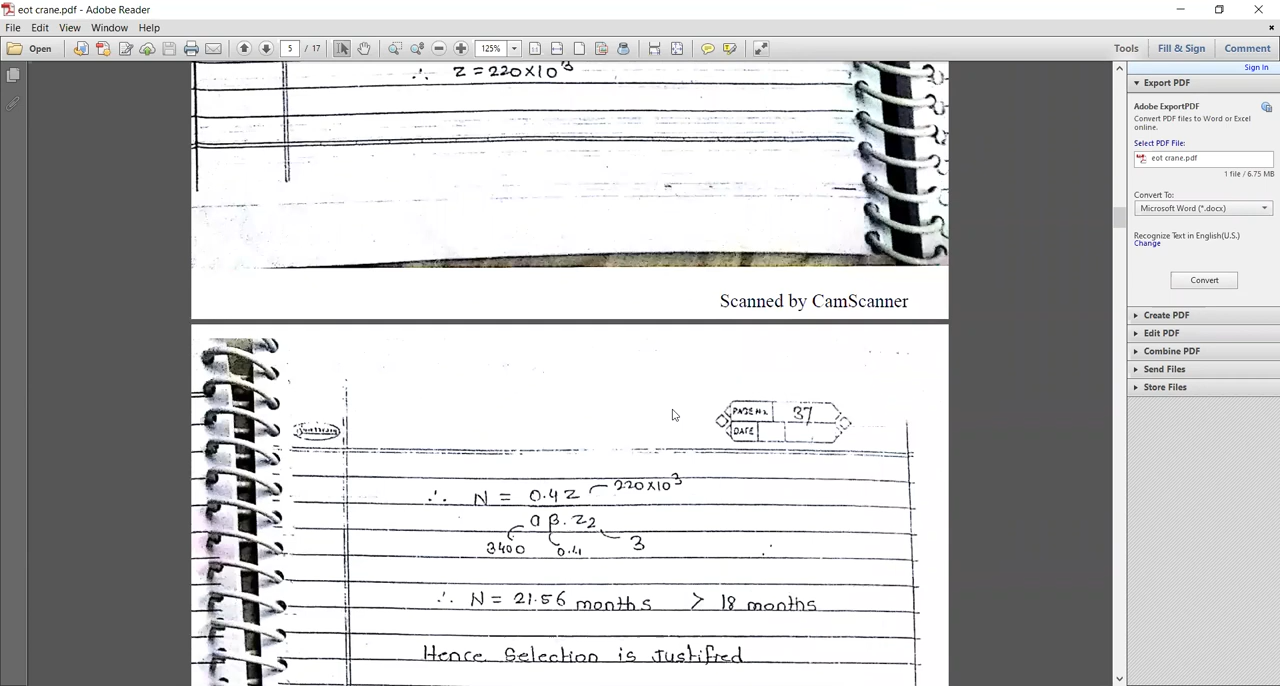 eot crane.pdf - Adobe Reader
File Edit View Window Help
Open 5 / 17 125% Tools Fill & Sign Comment
Sign In
Export PDF
Adobe ExportPDF
Convert PDF files to Word or Excel
online.
Select PDF File:
eot crane.pdf
1 file / 6.75 MB
Convert To:
Microsoft Word (*.docx)
Recognize Text in English(U.S.)
Change
Convert
Create PDF
Edit PDF
Combine PDF
Send Files
Store Files
∴ Z = 220×10³
Scanned by CamScanner
PAGE No. 37
DATE
∴ N = 0.4Z 220×10³
a β. Z2
3400 0.4 3
∴ N = 21.56 months > 18 months
Hence Selection is Justified